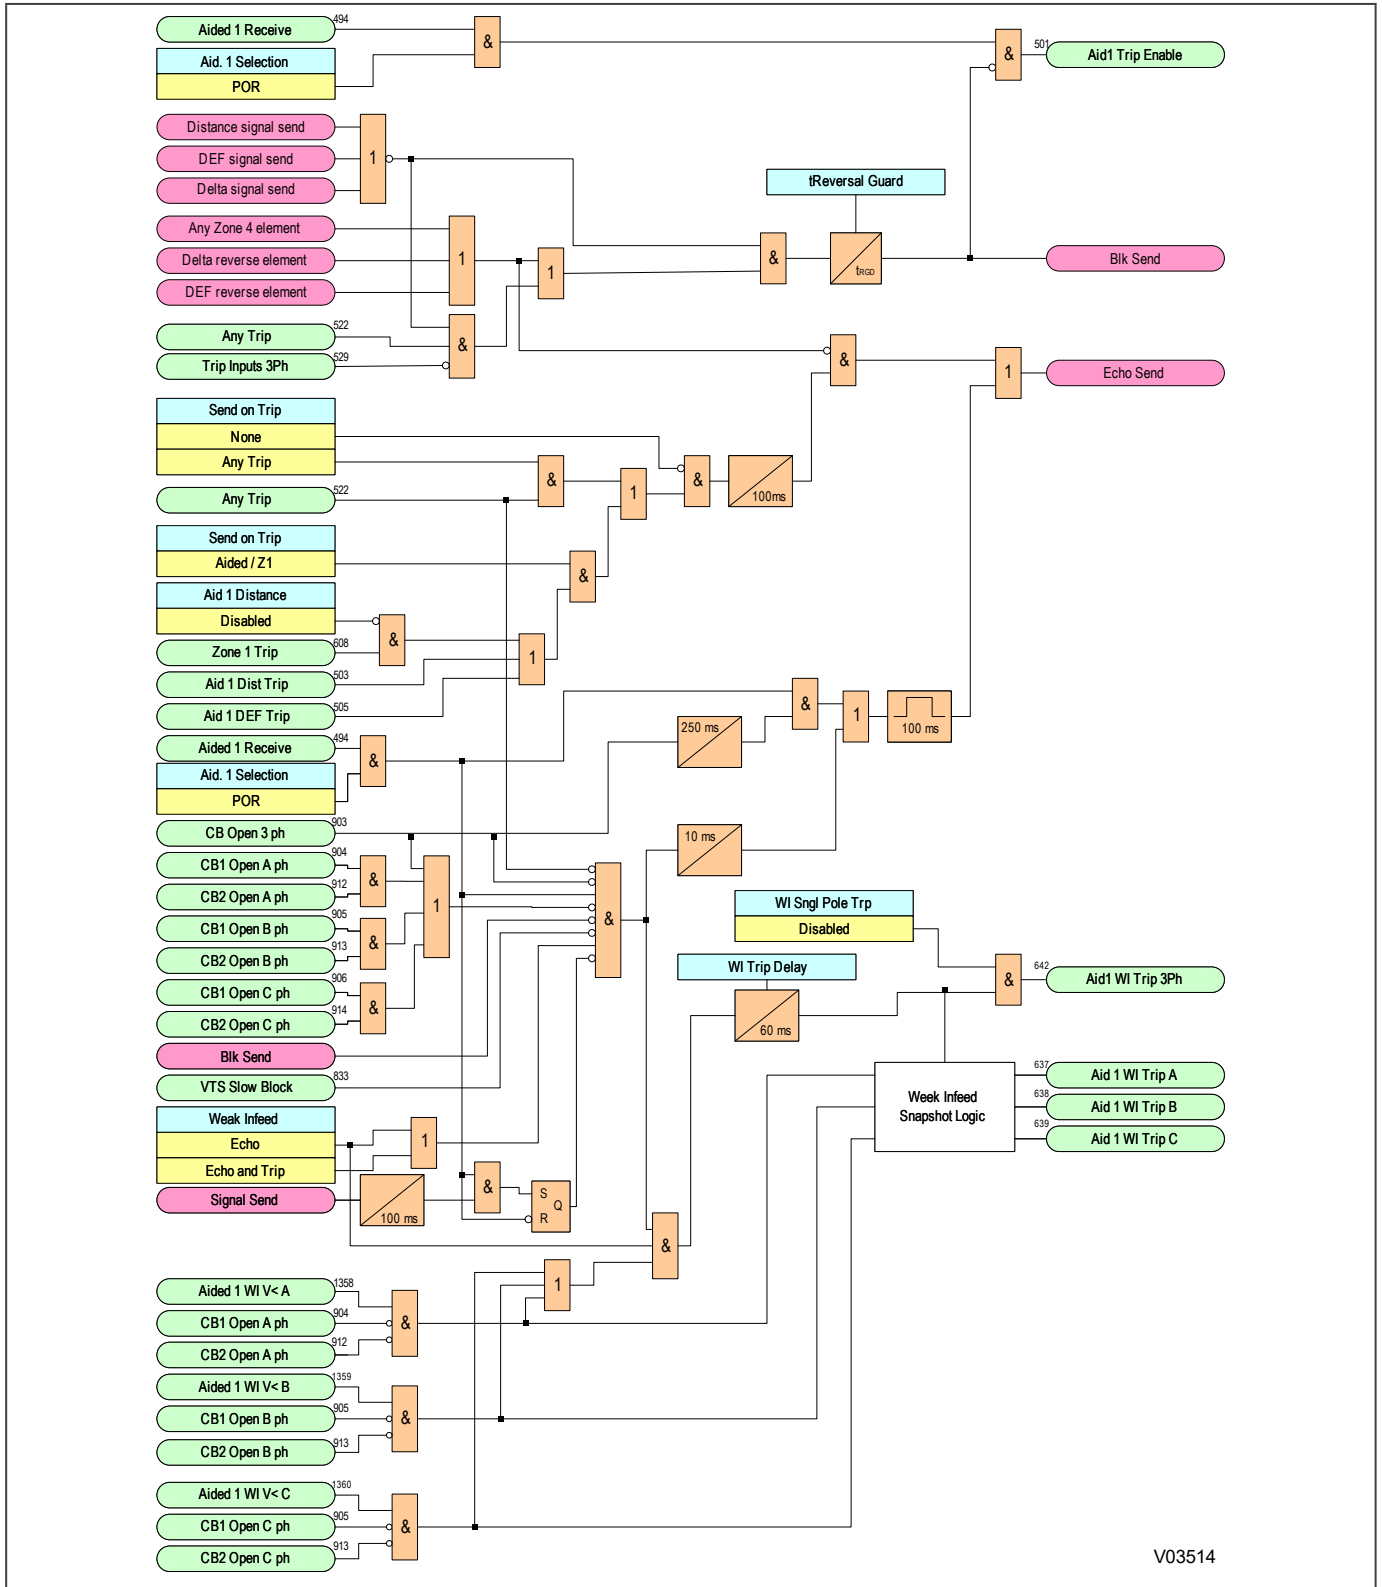 494
Aided 1 Receive
&
&
501
Aid1 Trip Enable
Aid. 1 Selection
POR
Distance signal send
DEF signal send
1
Delta signal send
tReversal Guard
Any Zone 4 element
Delta reverse element
1
1
&
tRGD
Blk Send
DEF reverse element
522
Any Trip
&
529
Trip Inputs 3Ph
&
1
Echo Send
Send on Trip
None
Any Trip
&
1
&
100ms
522
Any Trip
Send on Trip
Aided / Z1
&
Aid 1 Distance
Disabled
&
608
Zone 1 Trip
1
503
Aid 1 Dist Trip
505
Aid 1 DEF Trip
&
1
100 ms
250 ms
494
Aided 1 Receive
&
Aid. 1 Selection
POR
903
CB Open 3 ph
10 ms
904
CB1 Open A ph
&
912
CB2 Open A ph
1
&
905
CB1 Open B ph
&
913
CB2 Open B ph
WI Sngl Pole Trp
Disabled
WI Trip Delay
60 ms
&
642
Aid1 WI Trip 3Ph
906
CB1 Open C ph
&
914
CB2 Open C ph
Blk Send
833
VTS Slow Block
Week Infeed
Snapshot Logic
637
Aid 1 WI Trip A
638
Aid 1 WI Trip B
639
Aid 1 WI Trip C
Weak Infeed
Echo
1
Echo and Trip
Signal Send
100 ms
&
S
Q
R
&
1358
Aided 1 WI V< A
1
904
CB1 Open A ph
&
912
CB2 Open A ph
1359
Aided 1 WI V< B
905
CB1 Open B ph
&
913
CB2 Open B ph
1360
Aided 1 WI V< C
905
CB1 Open C ph
&
913
CB2 Open C ph
V03514